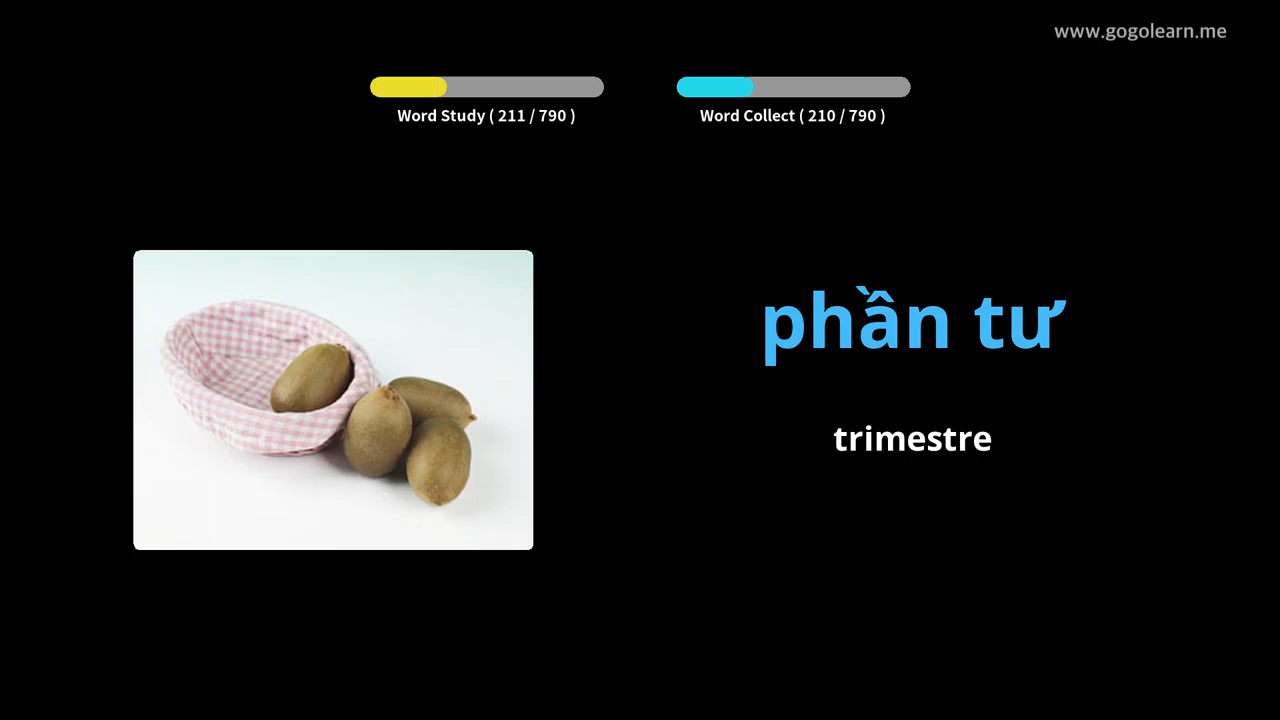 www.gogolearn.me
Word Study ( 211 / 790 )
Word Collect ( 210 / 790 )
phần tư
trimestre